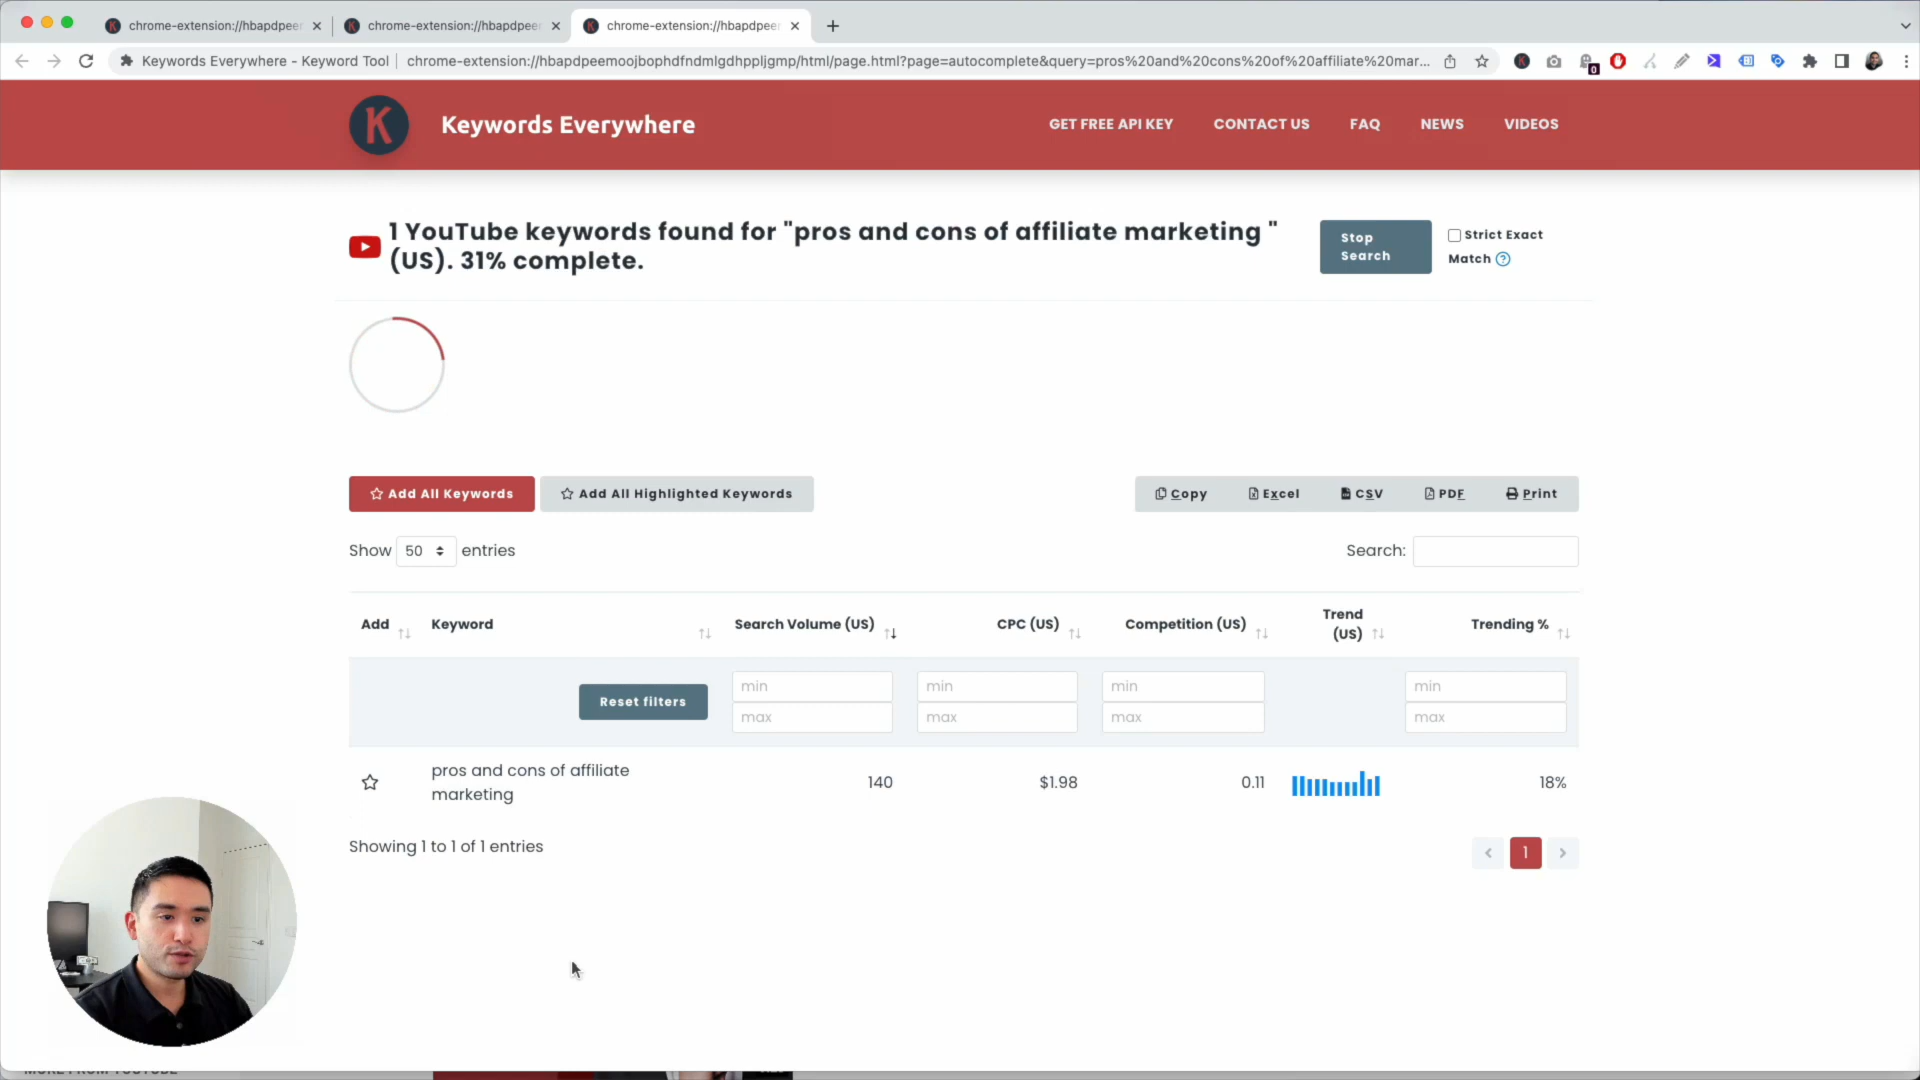 chrome-extension://hbapdpee
chrome-extension://hbapdpee
chrome-extension://hbapdpee
Keywords Everywhere - Keyword Tool
chrome-extension://hbapdpeemoojbophdfndmlgdhppljgmp/html/page.html?page=autocomplete&query=pros%20and%20cons%20of%20affiliate%20mar...
0
K
Keywords Everywhere
GET FREE API KEY
CONTACT US
FAQ
NEWS
VIDEOS
1 YouTube keywords found for "pros and cons of affiliate marketing "
(US). 31% complete.
Stop
Search
Strict Exact
Match ?
Add All Keywords
Add All Highlighted Keywords
Copy
Excel
CSV
PDF
Print
Show 50 entries
Search:
Add
Keyword
Search Volume (US)
CPC (US)
Competition (US)
Trend
(US)
Trending %
Reset filters
min
min
min
min
max
max
max
max
pros and cons of affiliate
marketing
140
$1.98
0.11
18%
Showing 1 to 1 of 1 entries
1